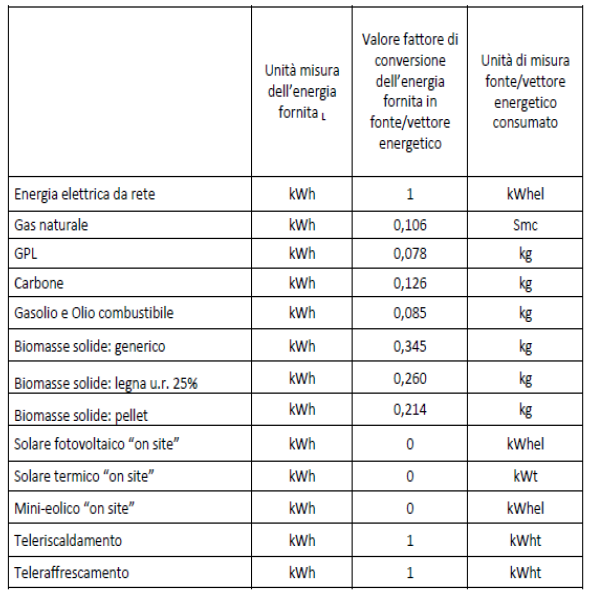 Unità misura
dell'energia
fornita L
Valore fattore di
conversione
dell'energia
fornita in
fonte/vettore
energetico
Unità di misura
fonte/vettore
energetico
consumato
Energia elettrica da rete kWh 1 kWhel
Gas naturale kWh 0,106 Smc
GPL kWh 0,078 kg
Carbone kWh 0,126 kg
Gasolio e Olio combustibile kWh 0,085 kg
Biomasse solide: generico kWh 0,345 kg
Biomasse solide: legna u.r. 25% kWh 0,260 kg
Biomasse solide: pellet kWh 0,214 kg
Solare fotovoltaico “on site” kWh 0 kWhel
Solare termico “on site” kWh 0 kWt
Mini-eolico “on site” kWh 0 kWhel
Teleriscaldamento kWh 1 kWht
Teleraffrescamento kWh 1 kWht